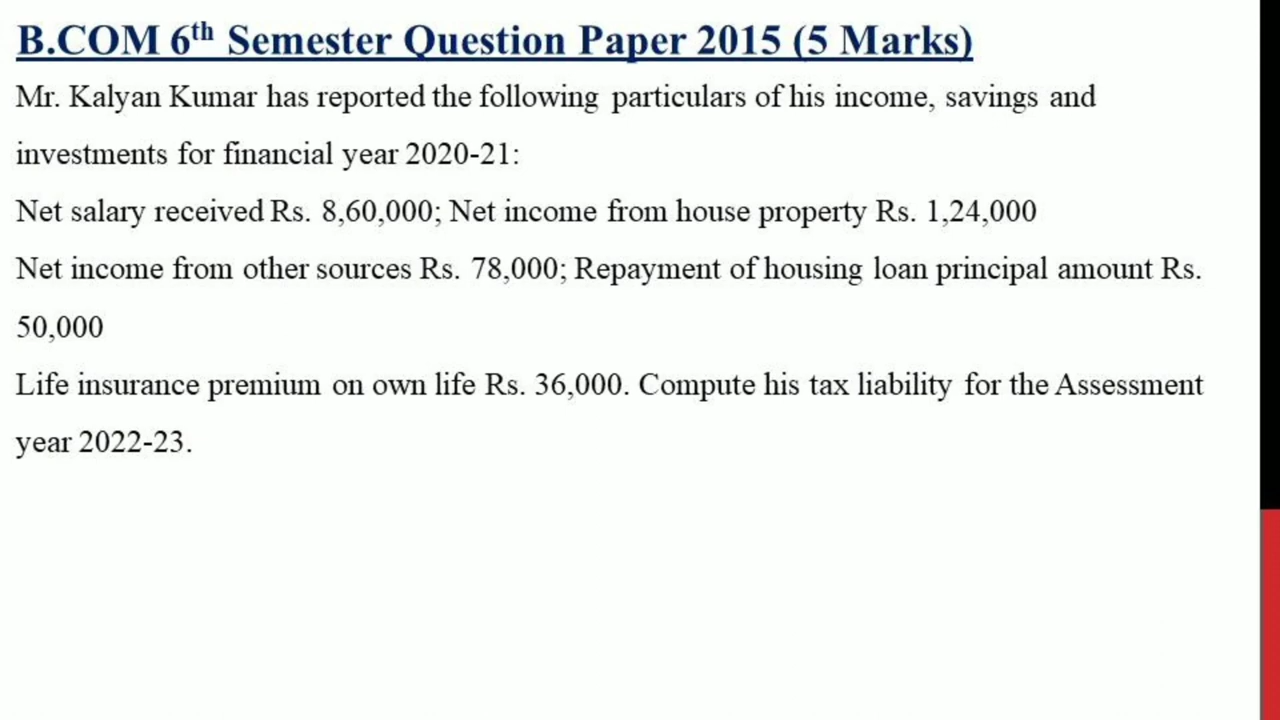 B.COM 6th Semester Question Paper 2015 (5 Marks)
Mr. Kalyan Kumar has reported the following particulars of his income, savings and
investments for financial year 2020-21:
Net salary received Rs. 8,60,000; Net income from house property Rs. 1,24,000
Net income from other sources Rs. 78,000; Repayment of housing loan principal amount Rs.
50,000
Life insurance premium on own life Rs. 36,000. Compute his tax liability for the Assessment
year 2022-23.